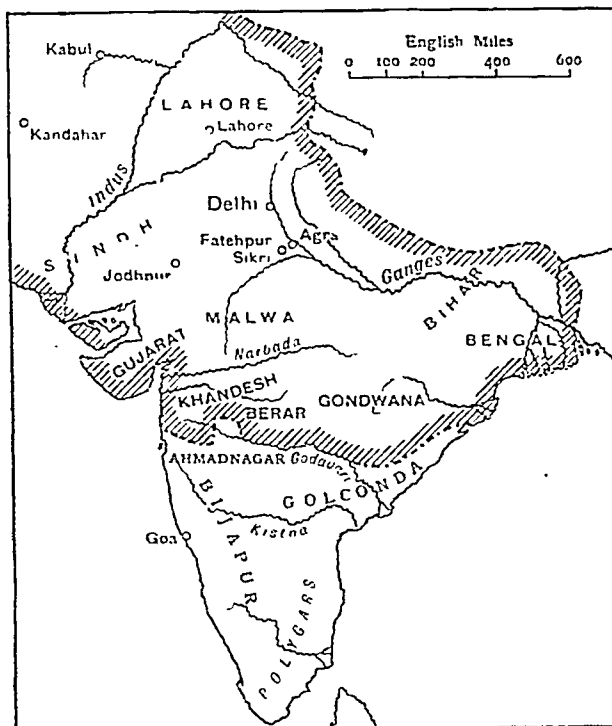 English Miles
0 100 200 400 600
Kabul
LAHORE
Lahore
Kandahar
Indus
Delhi
SINDH
Agra
Fatehpur
Sikri
Jodhpur
Ganges
BIHAR
MALWA
BENGAL
GUJARAT
Narbada
KHANDESH
BERAR
GONDWANA
AHMADNAGAR
Godavari
GOLCONDA
BIJAPUR
Goa
Kistna
POLYGARS